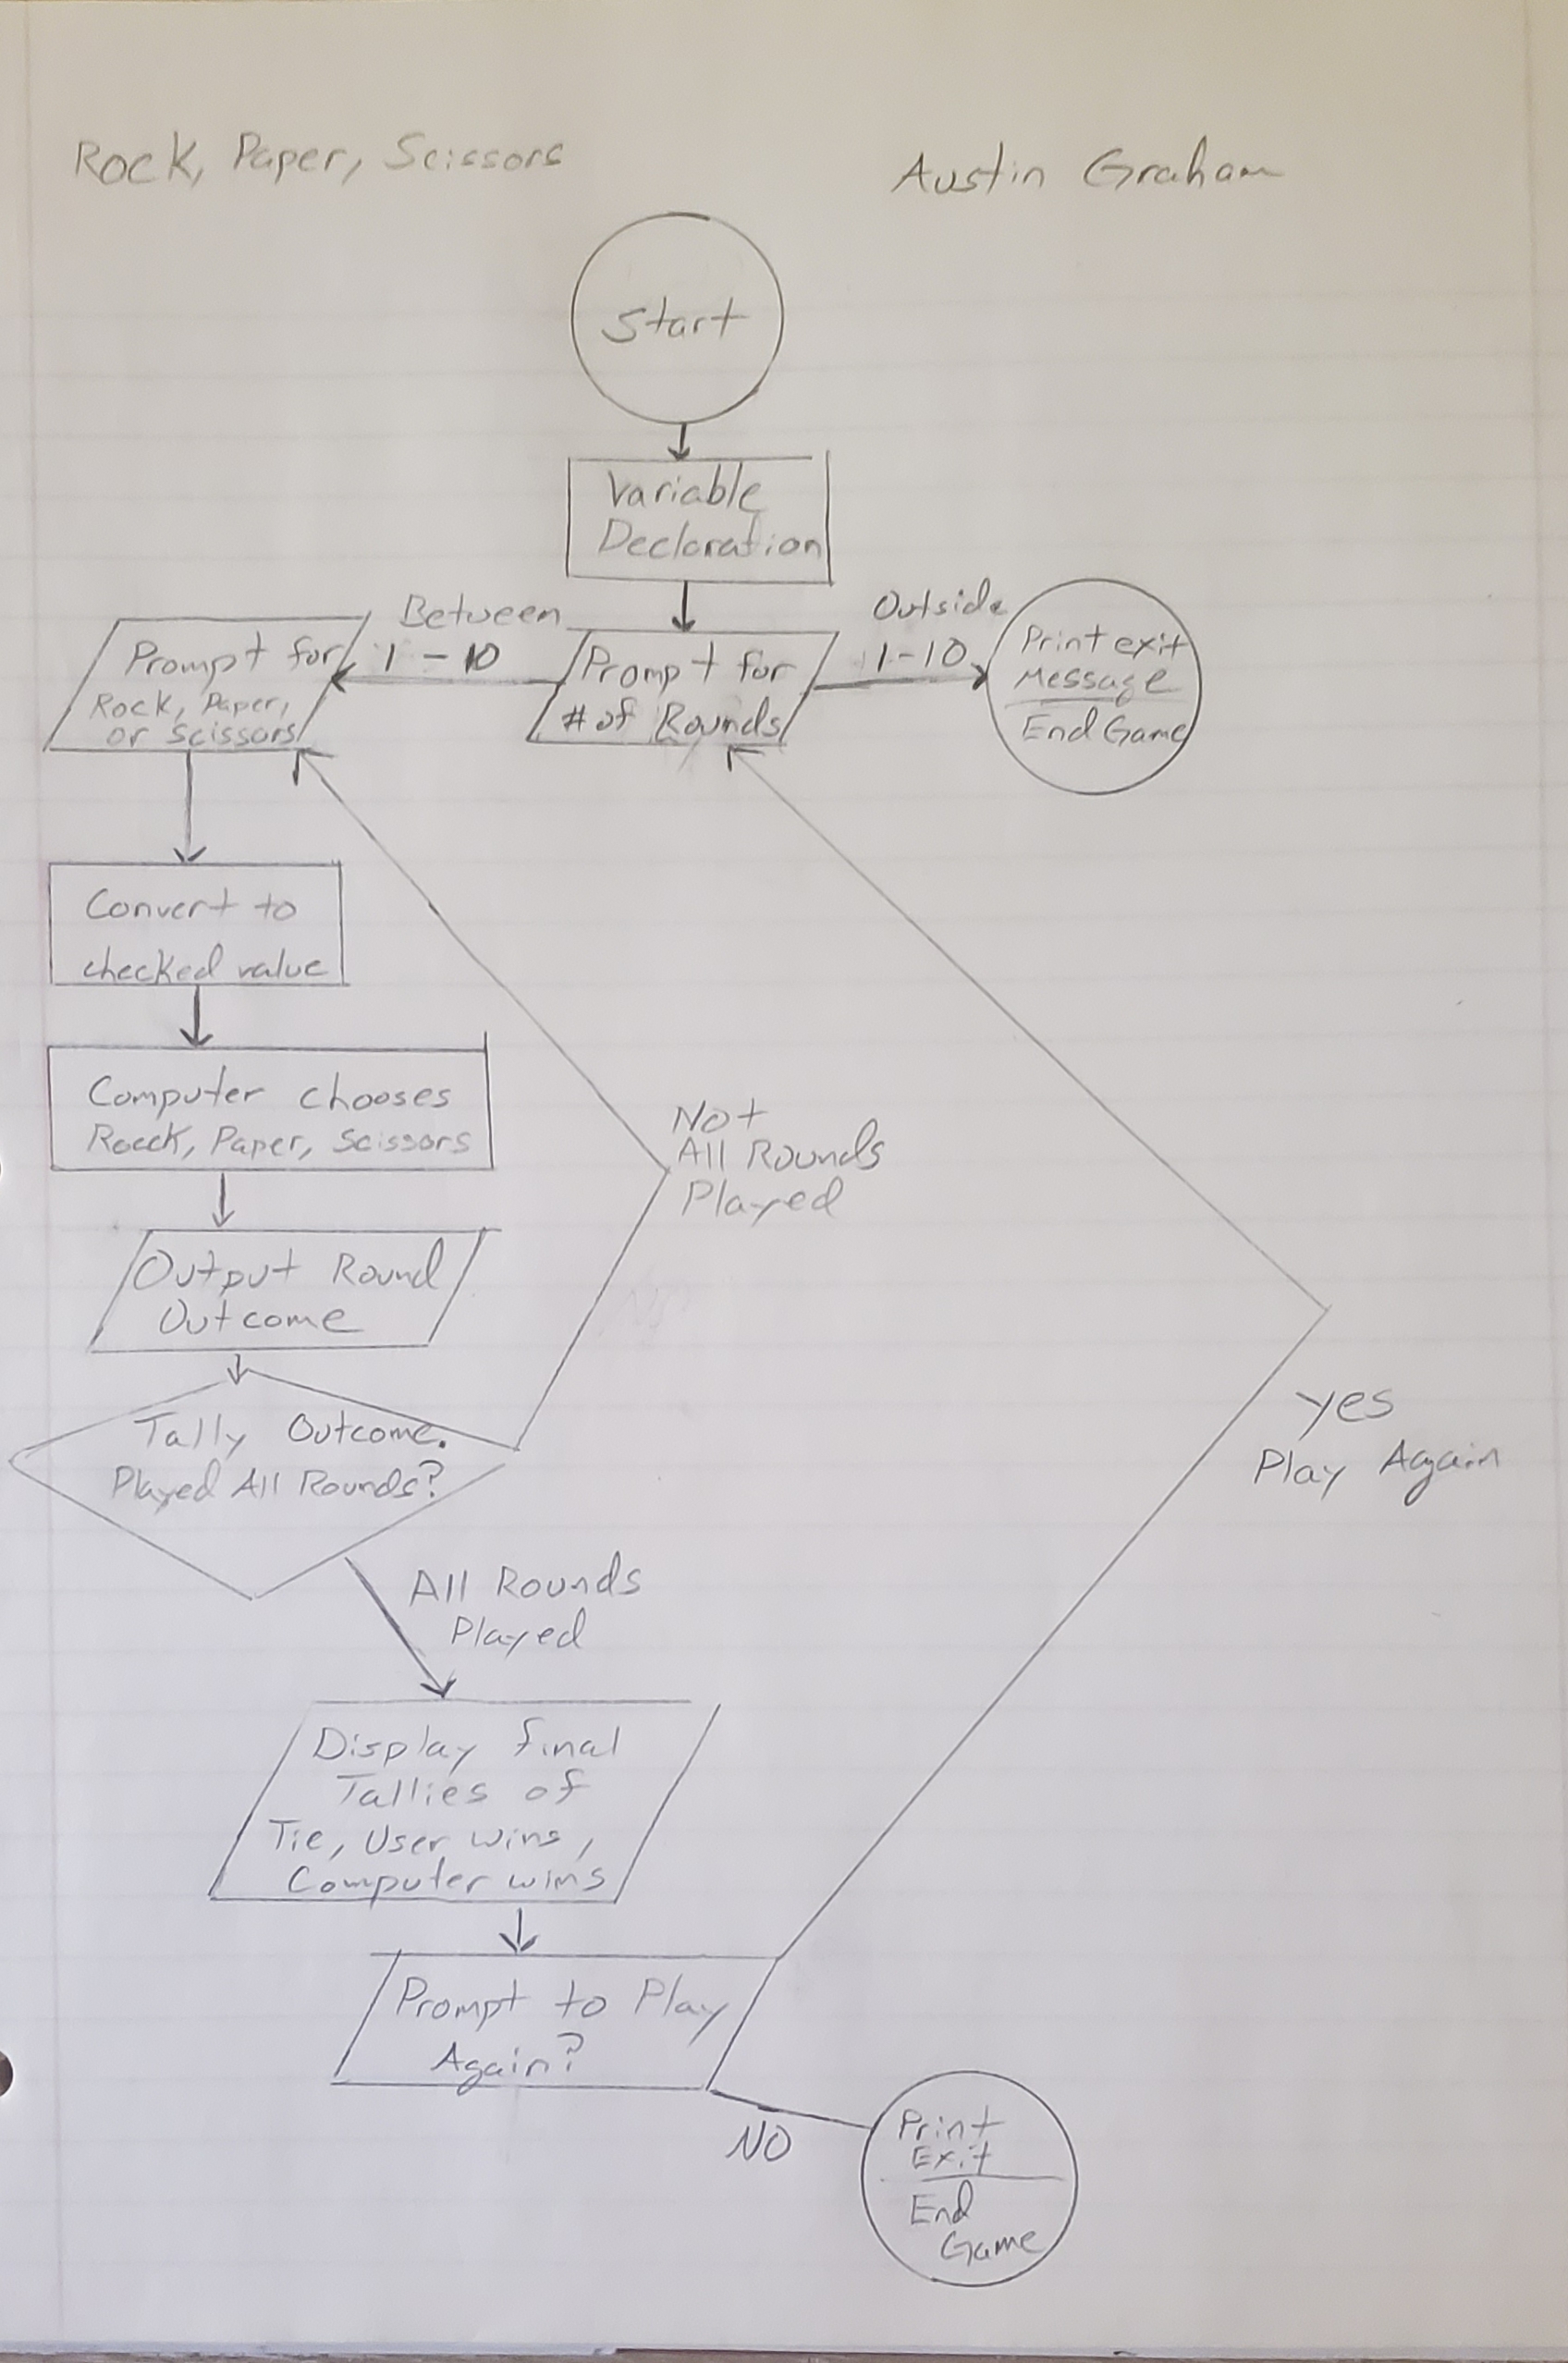 Rock, Paper, Scissors
Austin Graham
Start
Variable
Declaration
Between
1 - 10
Outside
1-10
Prompt for
Rock, Paper,
or Scissors
Prompt for
# of Rounds
Print exit
Message
End Game
Convert to
checked value
Computer chooses
Roeck, Paper, Scissors
Not
All Rounds
Played
Output Round
Outcome
Tally Outcome.
Played All Rounds?
yes
Play Again
All Rounds
Played
Display final
Tallies of
Tie, User wins,
Computer wins
Prompt to Play
Again?
NO
Print
Exit
End
Game